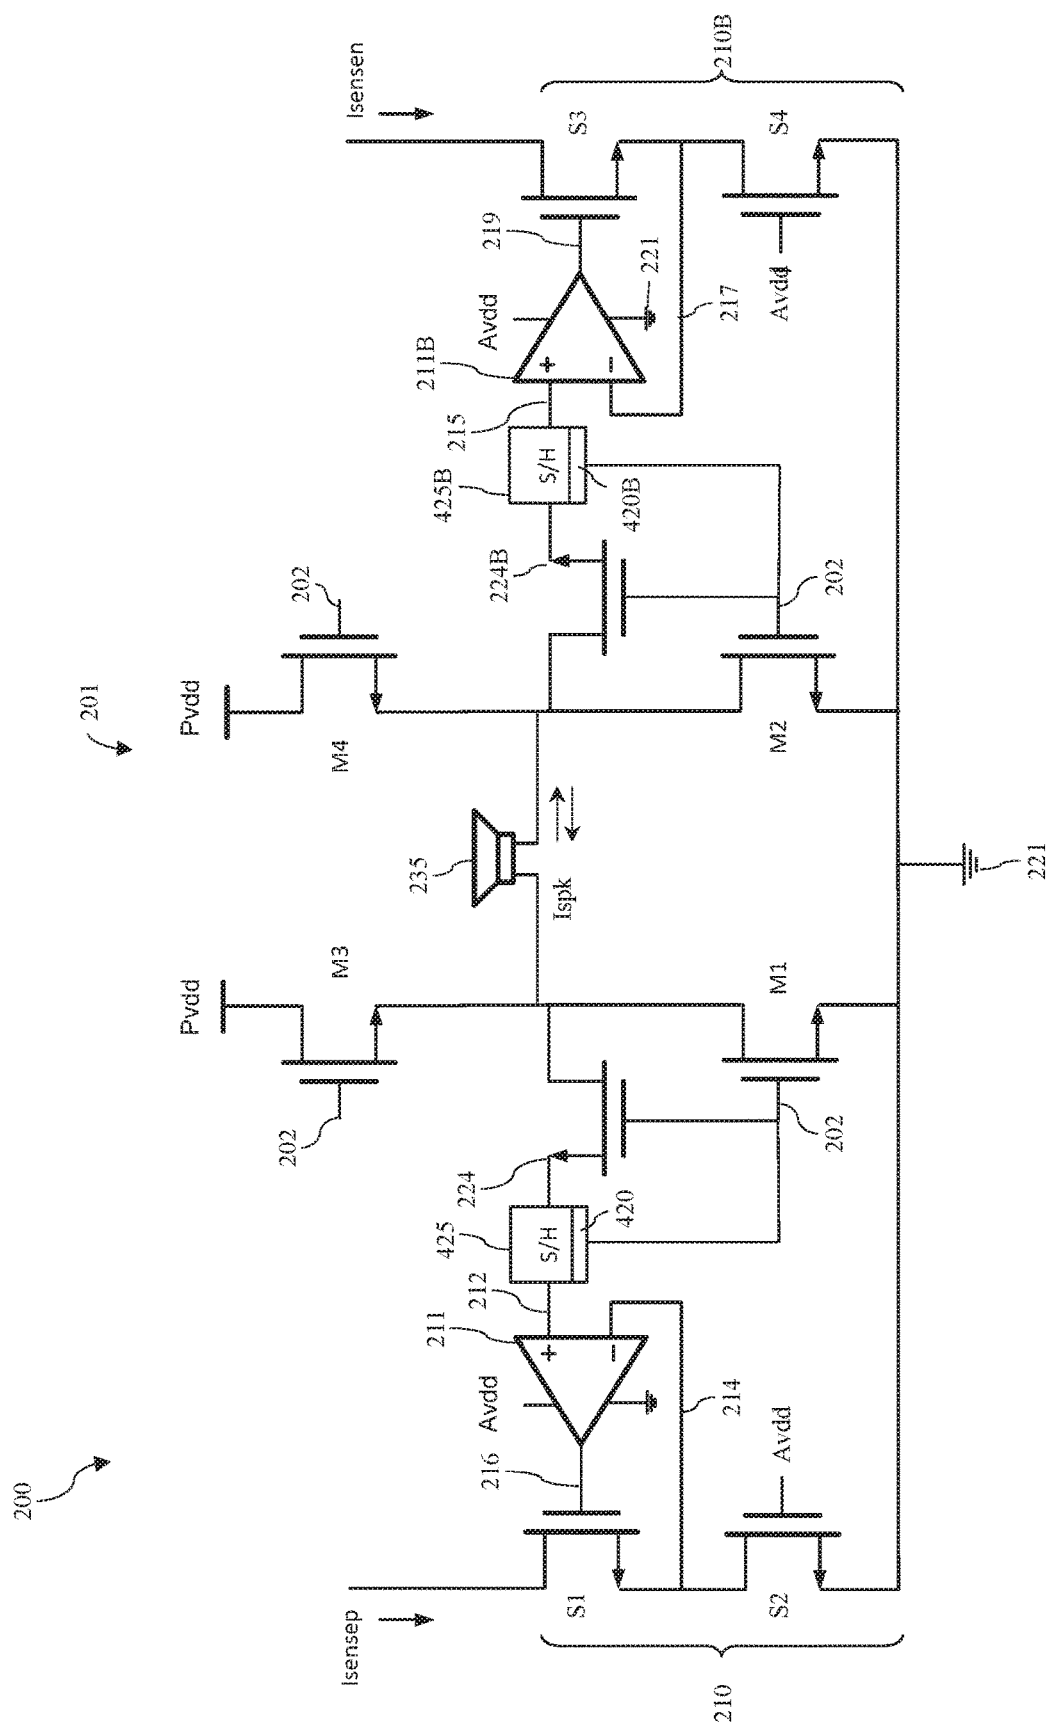 200
201
Isensep
Isensen
Pvdd
Pvdd
202
202
M3
M4
235
Ispk
216
Avdd
211
212
425
224
S/H
420
+
−
224B
425B
S/H
420B
215
211B
Avdd
219
+
−
221
S1
S3
214
217
S2
Avdd
202
M1
M2
202
Avdd
S4
210
210B
221